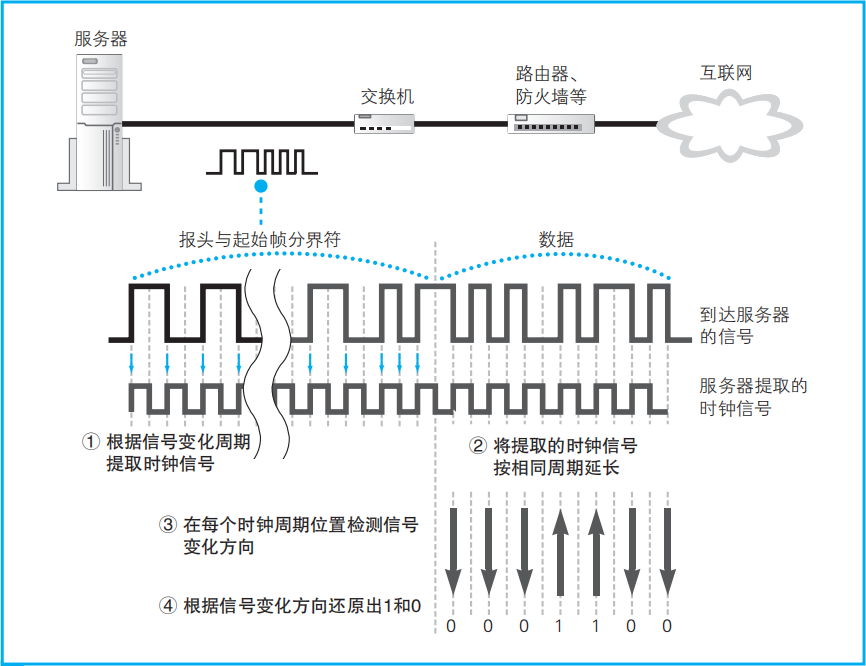 服务器
交换机
路由器、
防火墙等
互联网
报头与起始帧分界符
数据
到达服务器
的信号
服务器提取的
时钟信号
① 根据信号变化周期
提取时钟信号
② 将提取的时钟信号
按相同周期延长
③ 在每个时钟周期位置检测信号
变化方向
④ 根据信号变化方向还原出1和0
0 0 0 1 1 0 0